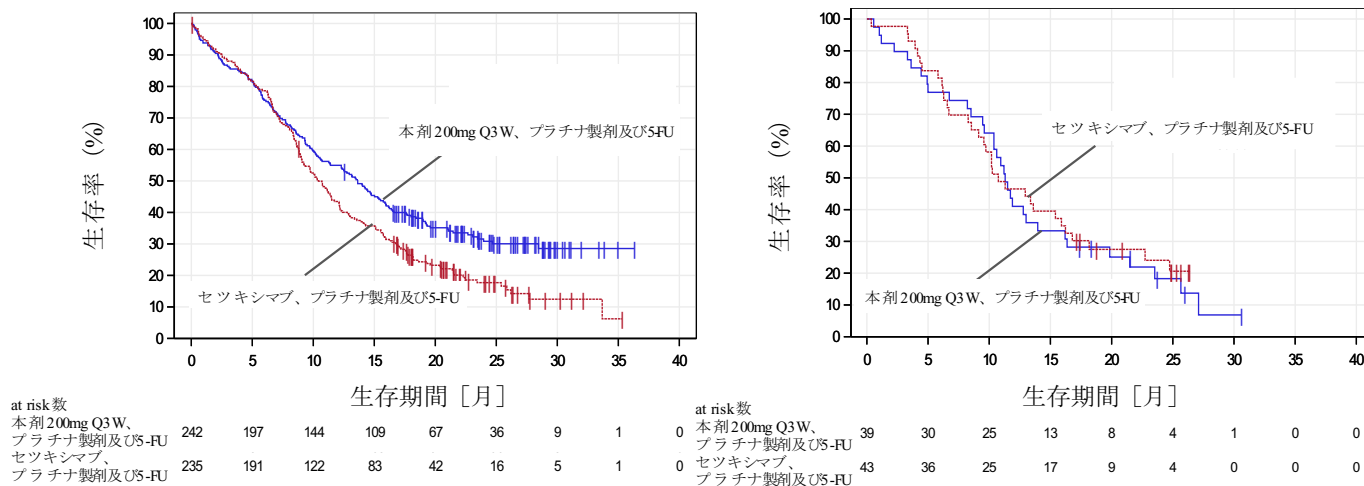 生存率 (%)
100
90
80
70
60
50
40
30
20
10
0
本剤200mg Q3W、プラチナ製剤及び5-FU
セツキシマブ、プラチナ製剤及び5-FU
0 5 10 15 20 25 30 35 40
生存期間［月］
at risk数
本剤200mg Q3W、
プラチナ製剤及び5-FU
242 197 144 109 67 36 9 1 0
セツキシマブ、
プラチナ製剤及び5-FU
235 191 122 83 42 16 5 1 0
生存率 (%)
100
90
80
70
60
50
40
30
20
10
0
セツキシマブ、プラチナ製剤及び5-FU
本剤200mg Q3W、プラチナ製剤及び5-FU
0 5 10 15 20 25 30 35 40
生存期間［月］
at risk数
本剤200mg Q3W、
プラチナ製剤及び5-FU
39 30 25 13 8 4 1 0 0
セツキシマブ、
プラチナ製剤及び5-FU
43 36 25 17 9 4 0 0 0